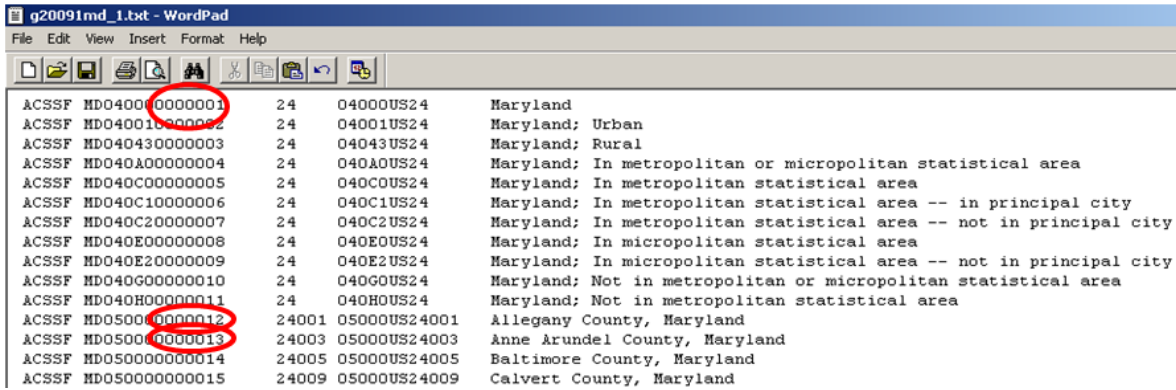 g20091md_1.txt - WordPad
File Edit View Insert Format Help
ACSSF MD040000000001 24 04000US24 Maryland
ACSSF MD040010000002 24 04001US24 Maryland; Urban
ACSSF MD040430000003 24 04043US24 Maryland; Rural
ACSSF MD040A00000004 24 040A0US24 Maryland; In metropolitan or micropolitan statistical area
ACSSF MD040C00000005 24 040C0US24 Maryland; In metropolitan statistical area
ACSSF MD040C10000006 24 040C1US24 Maryland; In metropolitan statistical area -- in principal city
ACSSF MD040C20000007 24 040C2US24 Maryland; In metropolitan statistical area -- not in principal city
ACSSF MD040E00000008 24 040E0US24 Maryland; In micropolitan statistical area
ACSSF MD040E20000009 24 040E2US24 Maryland; In micropolitan statistical area -- not in principal city
ACSSF MD040G00000010 24 040G0US24 Maryland; Not in metropolitan or micropolitan statistical area
ACSSF MD040H00000011 24 040H0US24 Maryland; Not in metropolitan statistical area
ACSSF MD050000000012 24001 05000US24001 Allegany County, Maryland
ACSSF MD050000000013 24003 05000US24003 Anne Arundel County, Maryland
ACSSF MD050000000014 24005 05000US24005 Baltimore County, Maryland
ACSSF MD050000000015 24009 05000US24009 Calvert County, Maryland